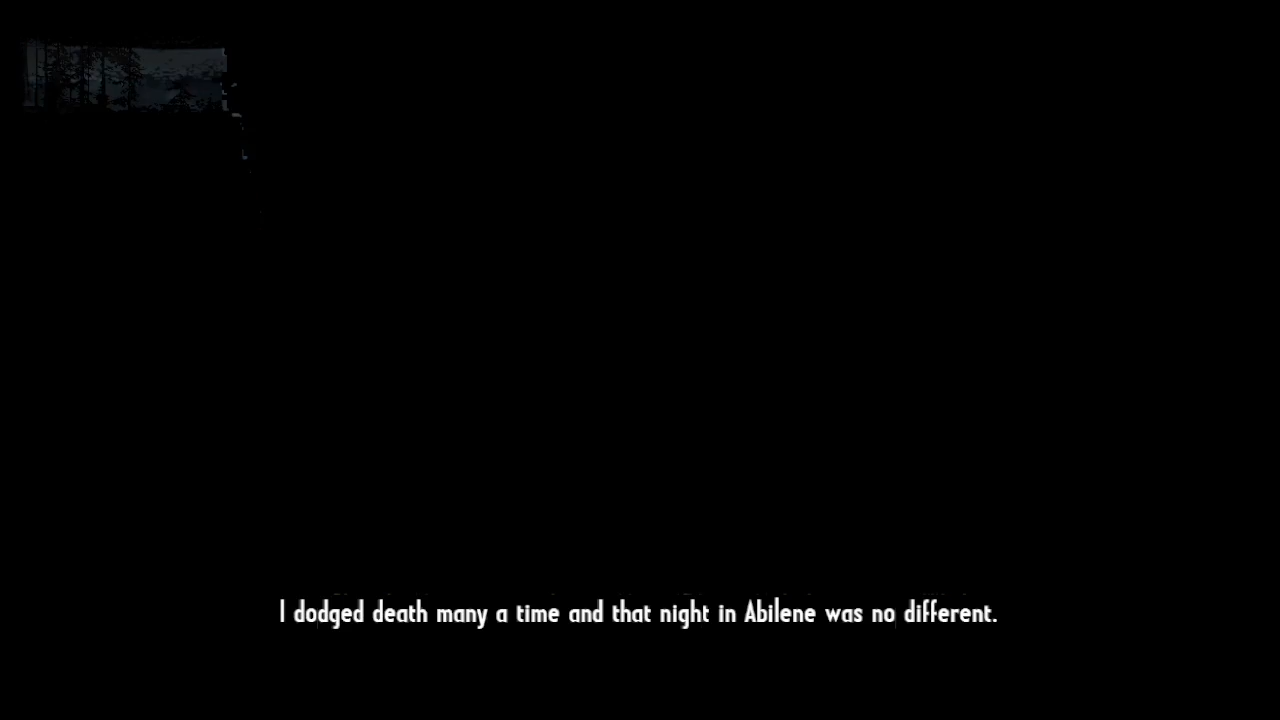 I dodged death many a time and that night in Abilene was no different.